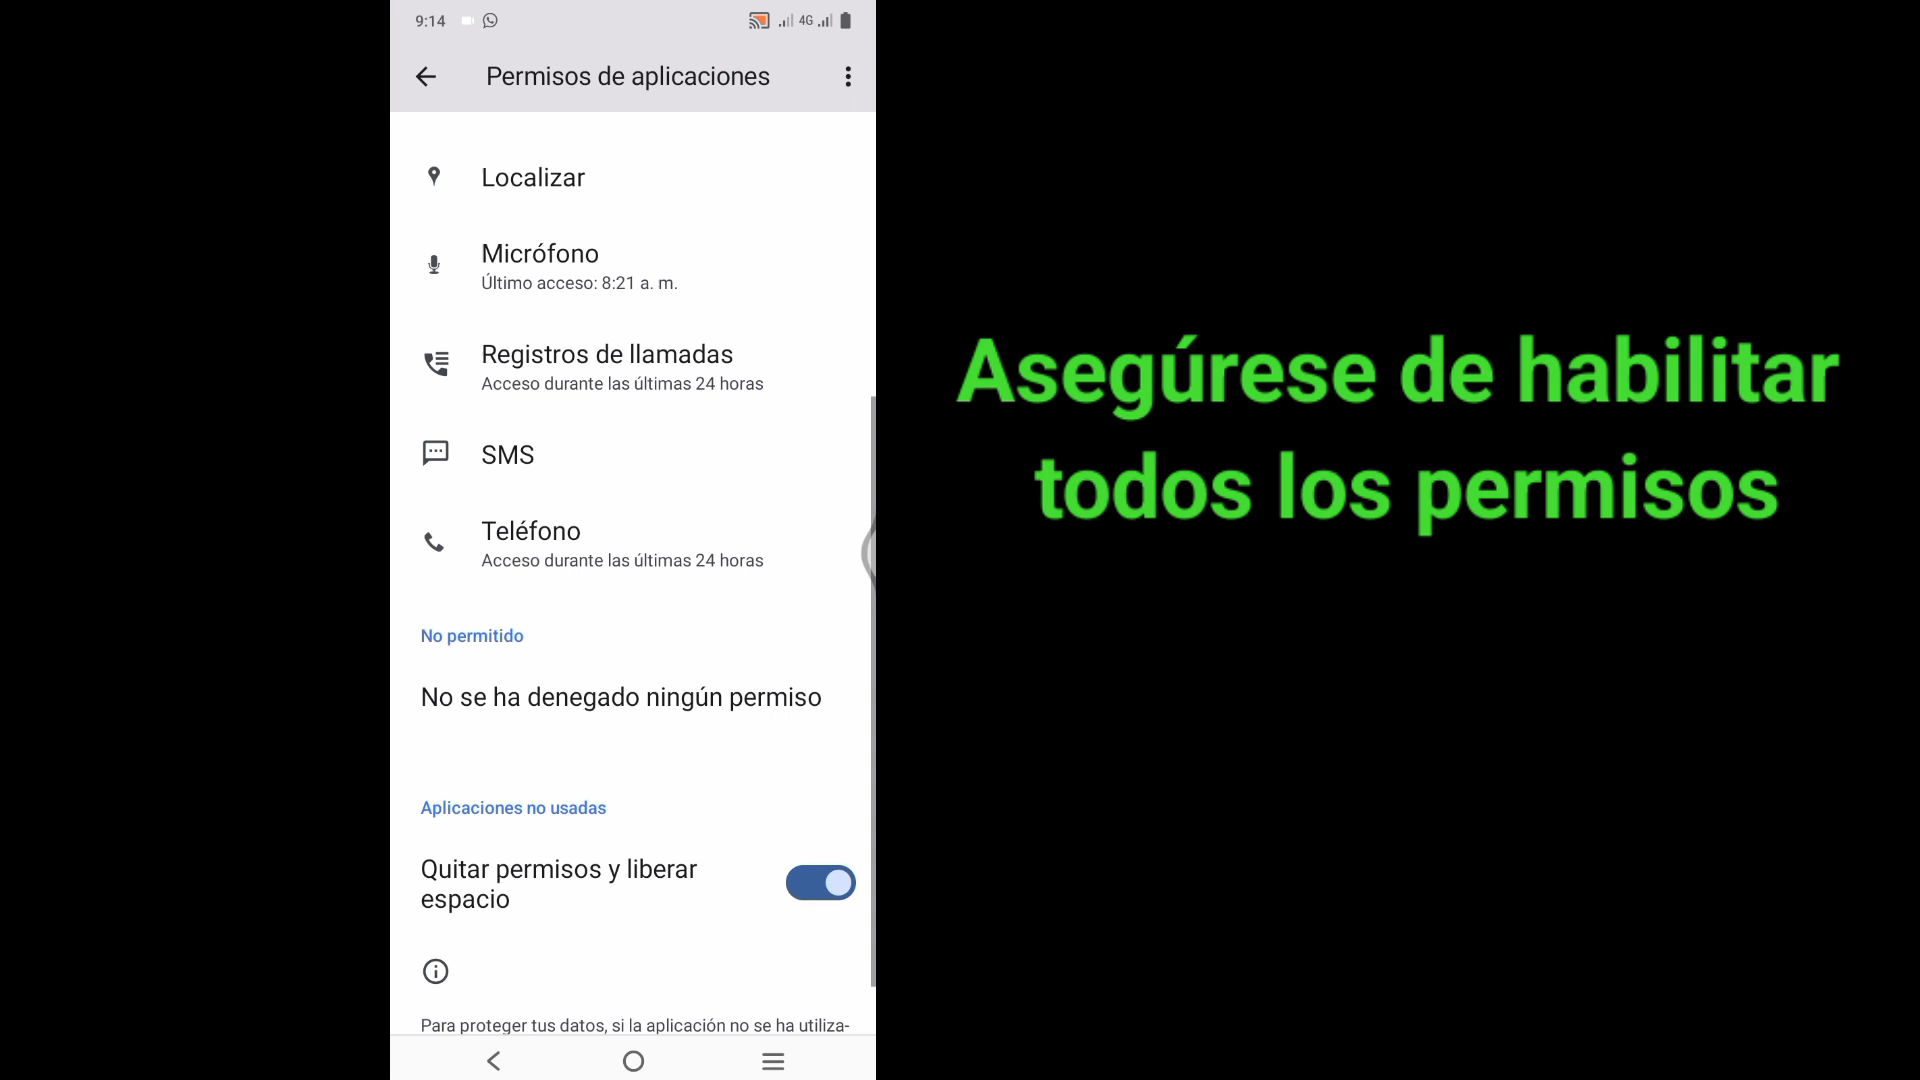 9:14
4G
Permisos de aplicaciones
Localizar
Micrófono
Último acceso: 8:21 a. m.
Registros de llamadas
Acceso durante las últimas 24 horas
SMS
Teléfono
Acceso durante las últimas 24 horas
No permitido
No se ha denegado ningún permiso
Aplicaciones no usadas
Quitar permisos y liberar
espacio
Para proteger tus datos, si la aplicación no se ha utiliza-
Asegúrese de habilitar
todos los permisos